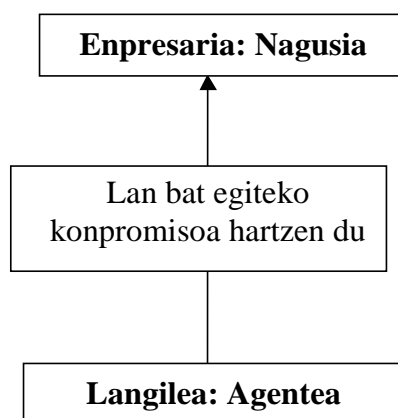 Enpresaria: Nagusia
Lan bat egiteko
konpromisoa hartzen du
Langilea: Agentea